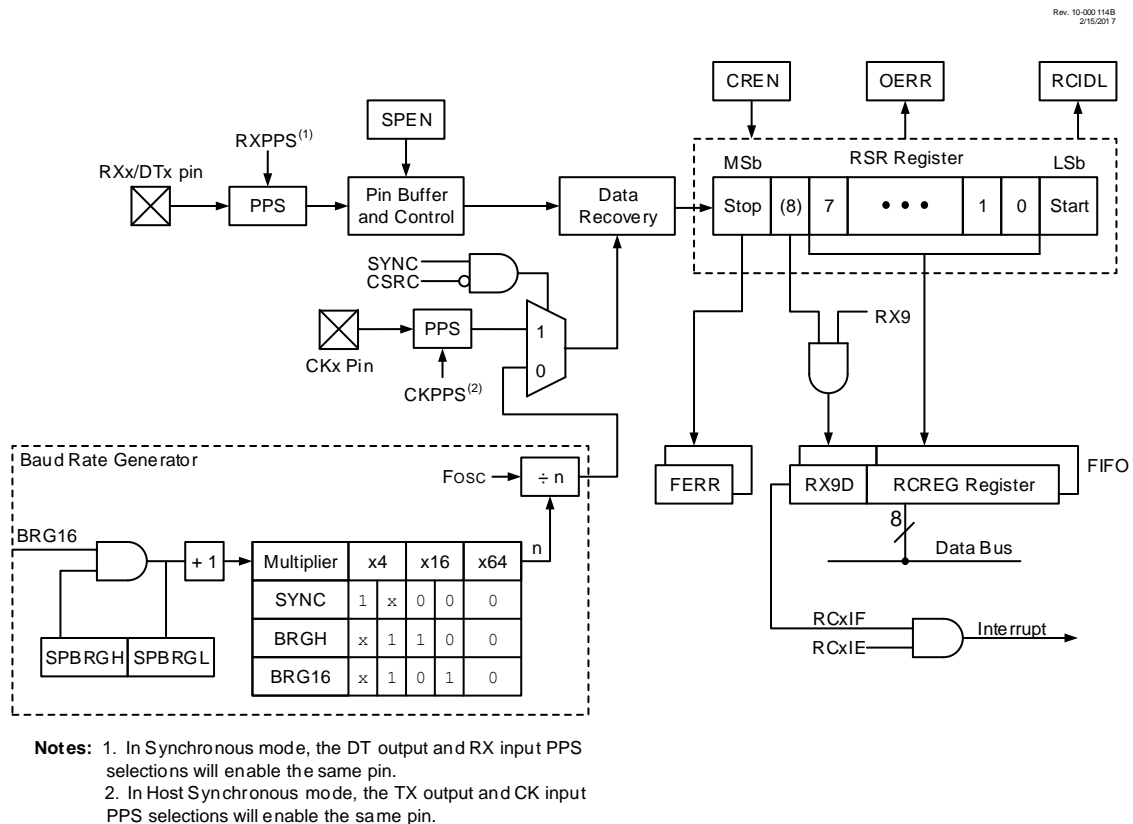 Rev. 10-000 114B
2/15/201 7
CREN
OERR
RCIDL
SPEN
RXPPS(1)
RXx/DTx pin
MSb
RSR Register
LSb
PPS
Pin Buffer
and Control
Data
Recovery
Stop
(8)
7
• • •
1
0
Start
SYNC
CSRC
RX9
PPS
1
0
CKx Pin
CKPPS(2)
Baud Rate Generator
Fosc
÷ n
FERR
RX9D
RCREG Register
FIFO
8
Data Bus
BRG16
n
+ 1
Multiplier x4 x16 x64
SYNC 1 x 0 0 0
BRGH x 1 1 0 0
BRG16 x 1 0 1 0
SPBRGH
SPBRGL
RCxIF
RCxIE
Interrupt
Notes: 1. In Synchronous mode, the DT output and RX input PPS
selections will enable the same pin.
2. In Host Synchronous mode, the TX output and CK input
PPS selections will enable the same pin.